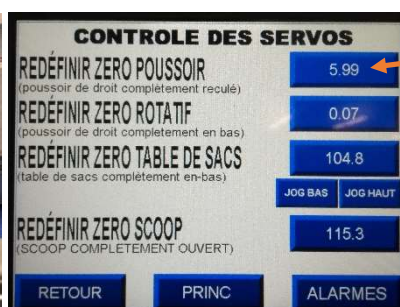 CONTROLE DES SERVOS
REDÉFINIR ZERO POUSSOIR 5.99
(poussoir de droit complètement reculé)
REDÉFINIR ZERO ROTATIF 0.07
(poussoir de droit completement en bas)
REDÉFINIR ZERO TABLE DE SACS 104.8
(table de sacs complètement en-bas)
JOG BAS JOG HAUT
REDÉFINIR ZERO SCOOP 115.3
(SCOOP COMPLETEMENT OUVERT)
RETOUR PRINC ALARMES